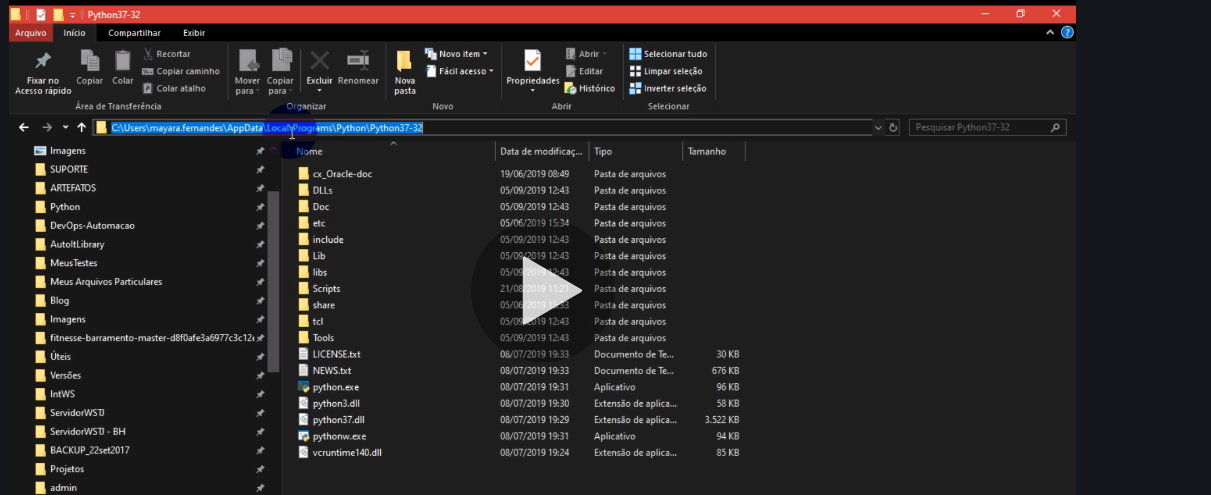 Python37-32
Arquivo Início Compartilhar Exibir
Fixar no Acesso rápido
Copiar
Colar
Recortar
Copiar caminho
Colar atalho
Mover para
Copiar para
Excluir
Renomear
Nova pasta
Novo item
Fácil acesso
Propriedades
Abrir
Editar
Histórico
Selecionar tudo
Limpar seleção
Inverter seleção
Área de Transferência Organizar Novo Abrir Selecionar
C:\Users\mayara.fernandes\AppData\Local\Programs\Python\Python37-32 Pesquisar Python37-32
Imagens
SUPORTE
ARTEFATOS
Python
DevOps-Automacao
AutoItLibrary
MeusTestes
Meus Arquivos Particulares
Blog
Imagens
fitnesse-barramento-master-d8f0afe3a6977c3c12
Úteis
Versões
IntWS
ServidorWSTJ
ServidorWSTJ - BH
BACKUP_22set2017
Projetos
admin
Nome Data de modificaç... Tipo Tamanho
cx_Oracle-doc 19/06/2019 08:49 Pasta de arquivos
DLLs 05/09/2019 12:43 Pasta de arquivos
Doc 05/09/2019 12:43 Pasta de arquivos
etc 05/06/2019 15:34 Pasta de arquivos
include 05/09/2019 12:43 Pasta de arquivos
Lib 05/09/2019 12:43 Pasta de arquivos
libs 05/09/2019 12:43 Pasta de arquivos
Scripts 21/08/2019 11:21 Pasta de arquivos
share 05/06/2019 15:33 Pasta de arquivos
tcl 05/09/2019 12:43 Pasta de arquivos
Tools 05/09/2019 12:43 Pasta de arquivos
LICENSE.txt 08/07/2019 19:33 Documento de Te... 30 KB
NEWS.txt 08/07/2019 19:33 Documento de Te... 676 KB
python.exe 08/07/2019 19:31 Aplicativo 96 KB
python3.dll 08/07/2019 19:30 Extensão de aplica... 58 KB
python37.dll 08/07/2019 19:29 Extensão de aplica... 3.522 KB
pythonw.exe 08/07/2019 19:31 Aplicativo 94 KB
vcruntime140.dll 08/07/2019 19:24 Extensão de aplica... 85 KB